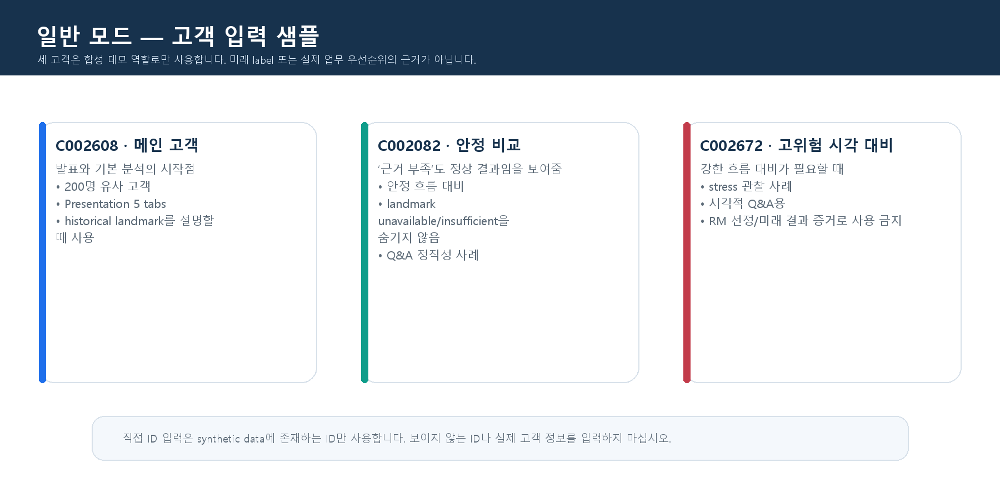 일반 모드 — 고객 입력 샘플
세 고객은 합성 데모 역할로만 사용합니다. 미래 label 또는 실제 업무 우선순위의 근거가 아닙니다.
C002608 · 메인 고객
발표와 기본 분석의 시작점
• 200명 유사 고객
• Presentation 5 tabs
• historical landmark를 설명할
때 사용
C002082 · 안정 비교
‘근거 부족’도 정상 결과임을 보여줌
• 안정 흐름 대비
• landmark
unavailable/insufficient을
숨기지 않음
• Q&A 정직성 사례
C002672 · 고위험 시각 대비
강한 흐름 대비가 필요할 때
• stress 관찰 사례
• 시각적 Q&A용
• RM 선정/미래 결과 증거로 사용 금지
직접 ID 입력은 synthetic data에 존재하는 ID만 사용합니다. 보이지 않는 ID나 실제 고객 정보를 입력하지 마십시오.